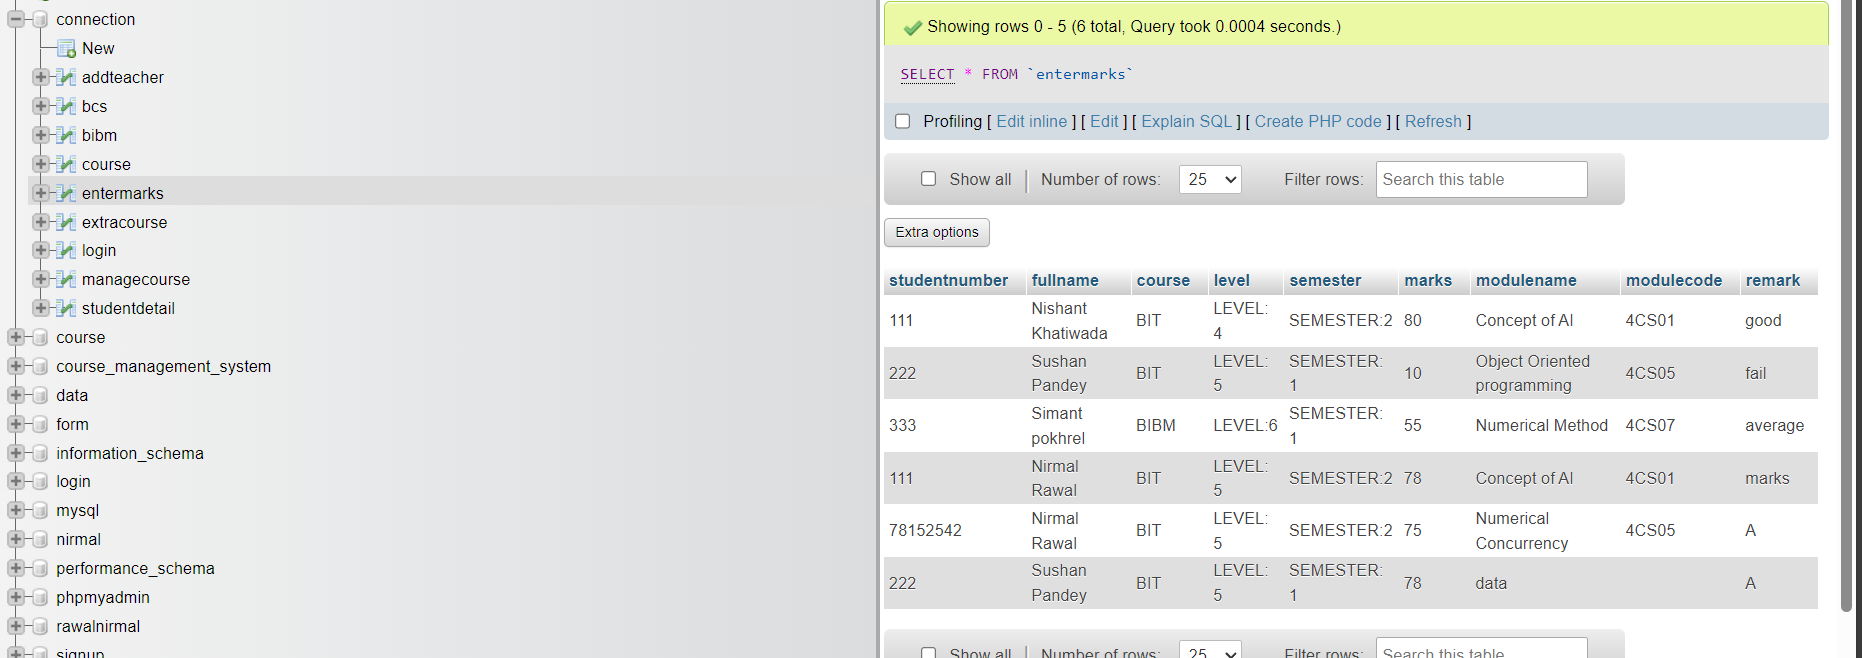 connection
New
addteacher
bcs
bibm
course
entermarks
extracourse
login
managecourse
studentdetail
course
course_management_system
data
form
information_schema
login
mysql
nirmal
performance_schema
phpmyadmin
rawalnirmal
signup
Showing rows 0 - 5 (6 total, Query took 0.0004 seconds.)
SELECT * FROM `entermarks`
Profiling [ Edit inline ] [ Edit ] [ Explain SQL ] [ Create PHP code ] [ Refresh ]
Show all | Number of rows: 25 Filter rows: Search this table
Extra options
studentnumber fullname course level semester marks modulename modulecode remark
111 Nishant Khatiwada BIT LEVEL: 4 SEMESTER:2 80 Concept of AI 4CS01 good
222 Sushan Pandey BIT LEVEL: 5 SEMESTER: 1 10 Object Oriented programming 4CS05 fail
333 Simant pokhrel BIBM LEVEL:6 SEMESTER: 1 55 Numerical Method 4CS07 average
111 Nirmal Rawal BIT LEVEL: 5 SEMESTER:2 78 Concept of AI 4CS01 marks
78152542 Nirmal Rawal BIT LEVEL: 5 SEMESTER:2 75 Numerical Concurrency 4CS05 A
222 Sushan Pandey BIT LEVEL: 5 SEMESTER: 1 78 data A
Show all | Number of rows: 25 Filter rows: Search this table